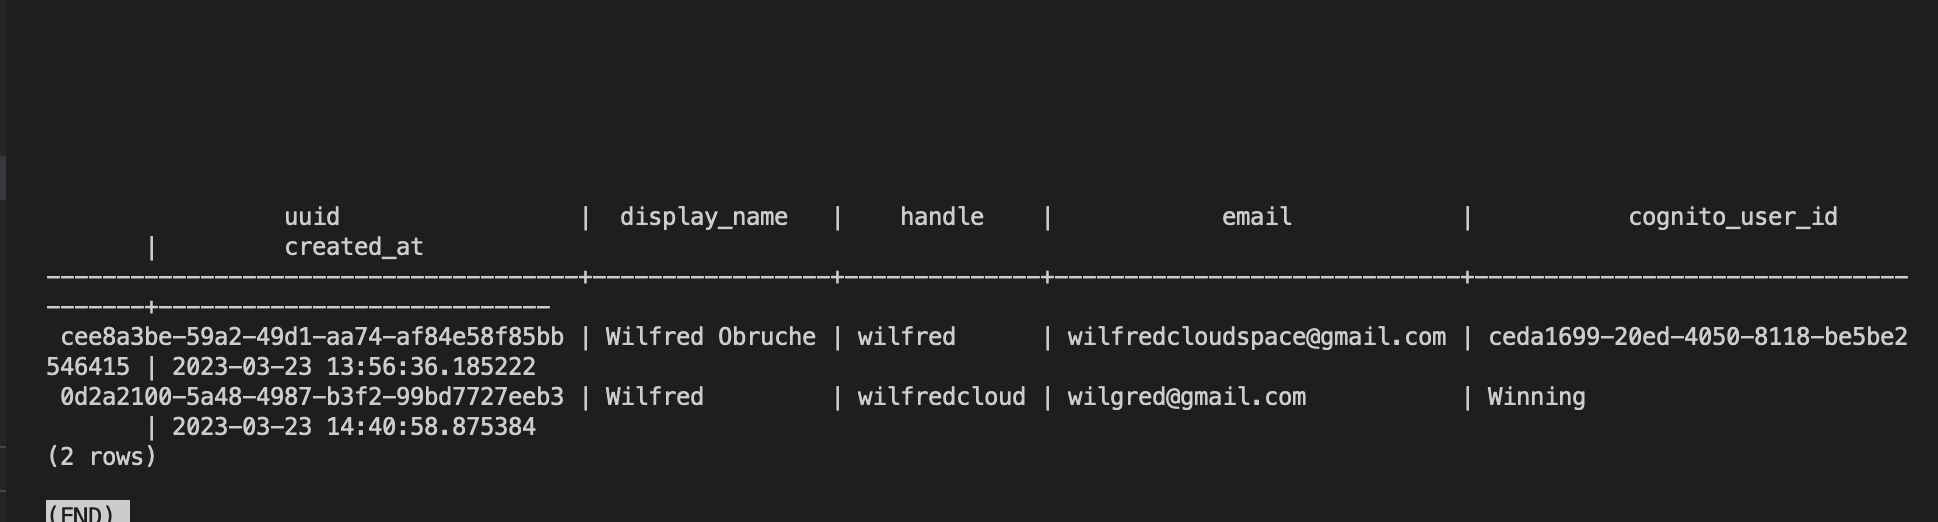 uuid | display_name | handle | email | cognito_user_id
| created_at
--------------------------------------+-----------------+--------------+-----------------------------+-------------------------------
-------+----------------------------
cee8a3be-59a2-49d1-aa74-af84e58f85bb | Wilfred Obruche | wilfred | wilfredcloudspace@gmail.com | ceda1699-20ed-4050-8118-be5be2
546415 | 2023-03-23 13:56:36.185222
0d2a2100-5a48-4987-b3f2-99bd7727eeb3 | Wilfred | wilfredcloud | wilgred@gmail.com | Winning
| 2023-03-23 14:40:58.875384
(2 rows)
(END)